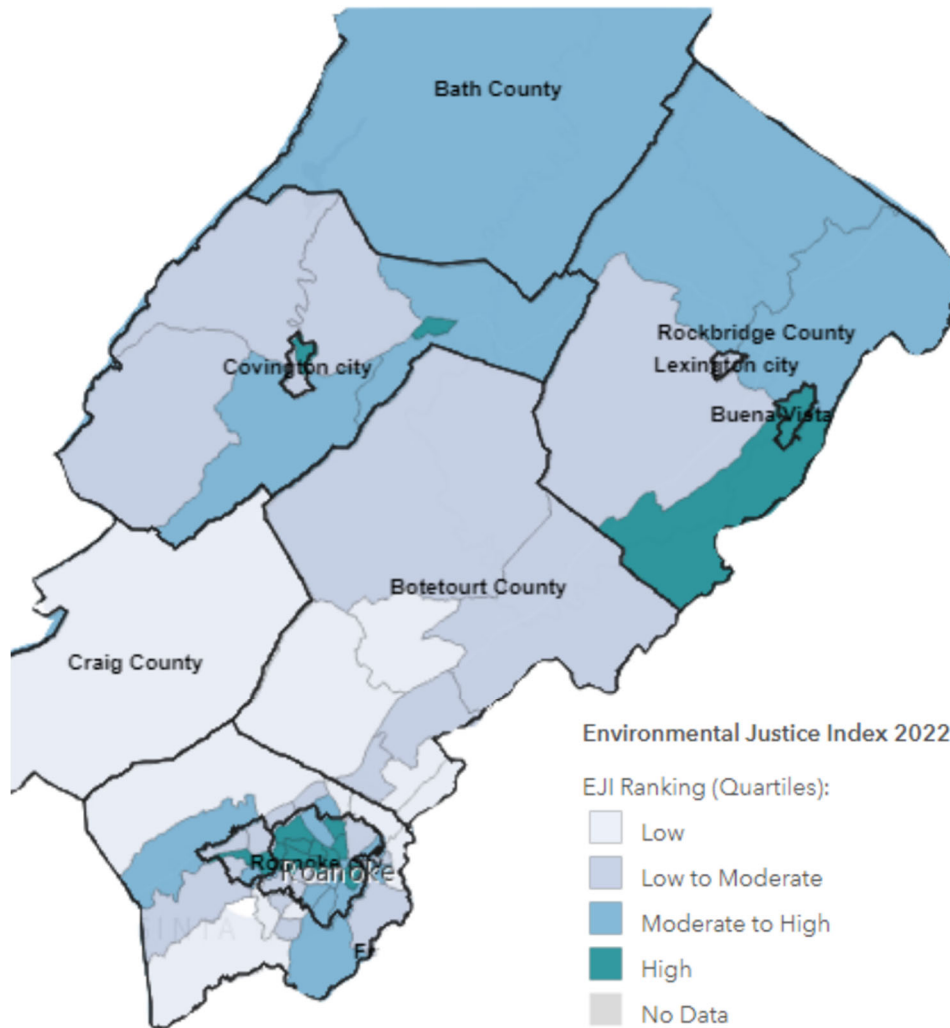 Bath County
Rockbridge County
Lexington city
Covington city
Buena Vista
Botetourt County
Craig County
Environmental Justice Index 2022
EJI Ranking (Quartiles):
Low
Low to Moderate
Moderate to High
High
No Data
Roanoke